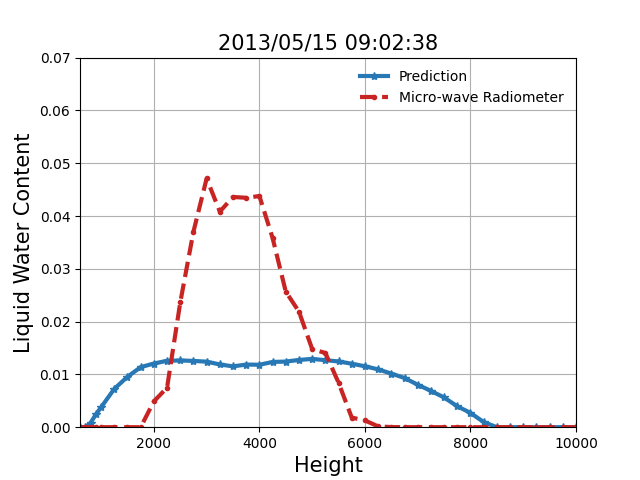 2013/05/15 09:02:38
Prediction
Micro-wave Radiometer
0.07
0.06
0.05
0.04
0.03
0.02
0.01
0.00
Liquid Water Content
2000 4000 6000 8000 10000
Height